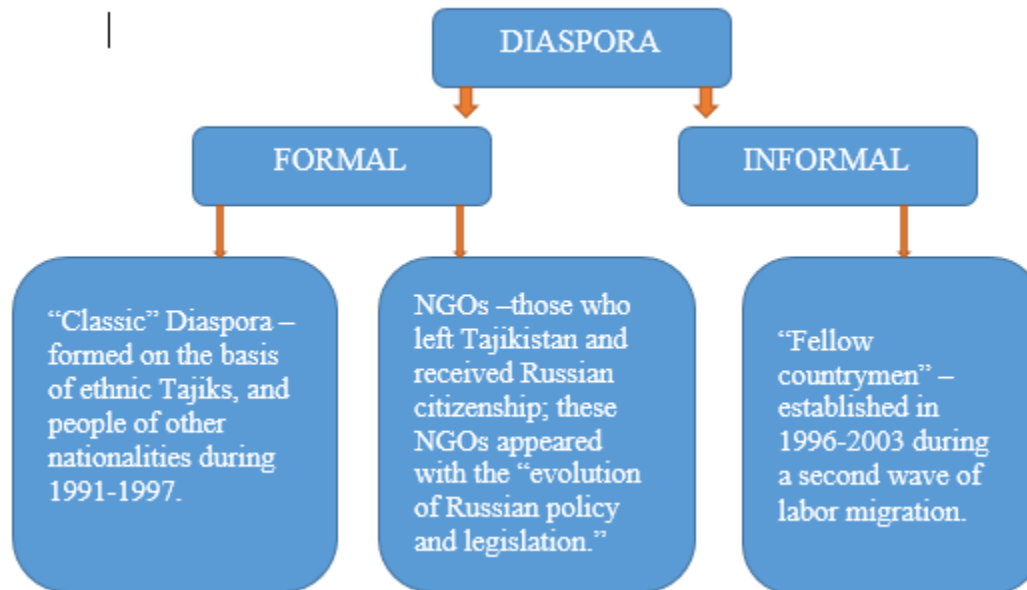 DIASPORA
FORMAL
INFORMAL
“Classic” Diaspora –
formed on the basis
of ethnic Tajiks, and
people of other
nationalities during
1991-1997.
NGOs –those who
left Tajikistan and
received Russian
citizenship; these
NGOs appeared
with the “evolution
of Russian policy
and legislation.”
“Fellow
countrymen” –
established in
1996-2003 during
a second wave of
labor migration.